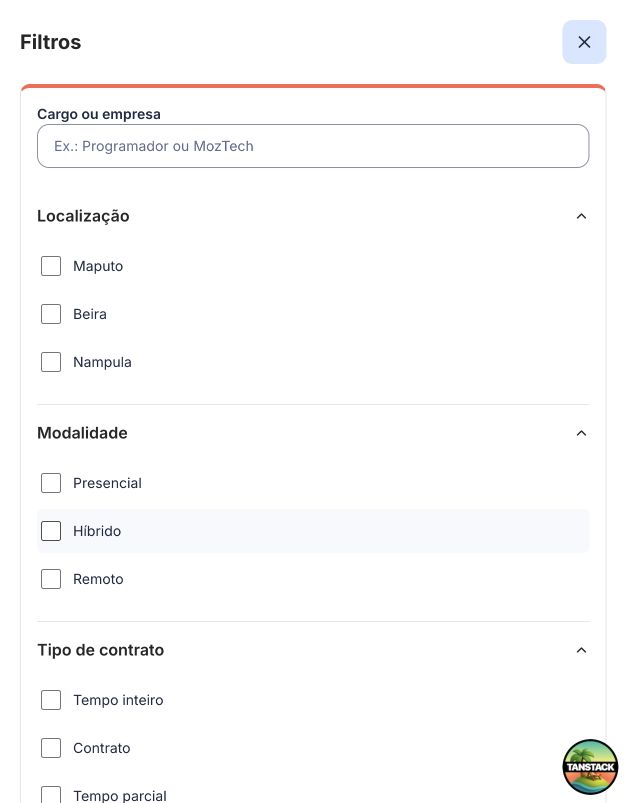 Filtros
Cargo ou empresa
Ex.: Programador ou MozTech
Localização
Maputo
Beira
Nampula
Modalidade
Presencial
Híbrido
Remoto
Tipo de contrato
Tempo inteiro
Contrato
TANSTACK
Tempo parcial